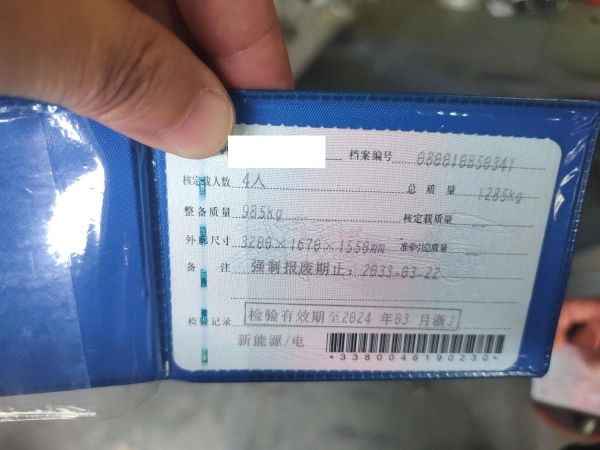 档案编号 080010850341
核定载人数 4人 总质量 1285kg
整备质量 985kg 核定载质量
外廓尺寸 3200×1670×1550mm 准牵引总质量
备注 强制报废期止：2033-03-22
检验记录 检验有效期至2024年03月浙J
新能源/电
*3380046190230*